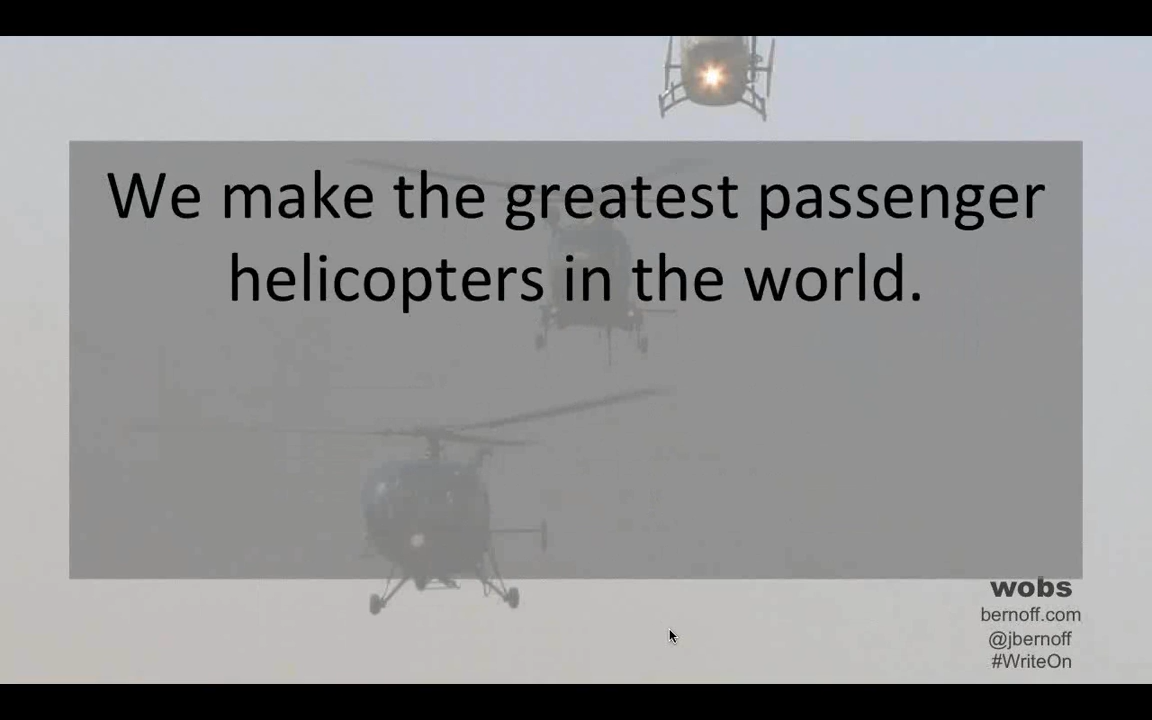 We make the greatest passenger
helicopters in the world.
wobs
bernoff.com
@jbernoff
#WriteOn